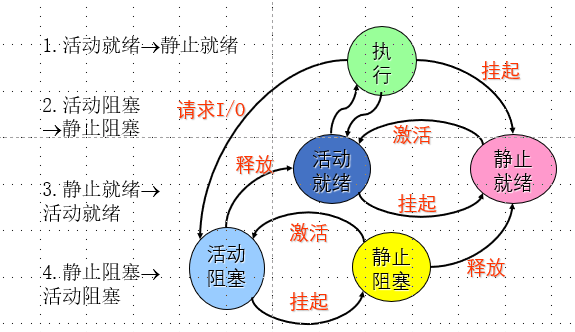 1. 活动就绪→静止就绪
2. 活动阻塞
→静止阻塞
3. 静止就绪→
活动就绪
4. 静止阻塞→
活动阻塞
执
行
挂起
请求I/O
激活
释放
活动
就绪
静止
就绪
挂起
激活
活动
阻塞
静止
阻塞
释放
挂起